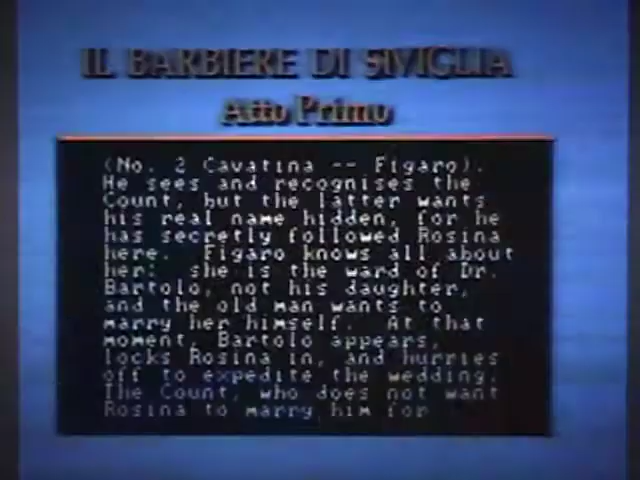 IL BARBIERE DI SIVIGLIA
Atto Primo
(No. 2 Cavatina -- Figaro).
He sees and recognises the
Count, but the latter wants
his real name hidden, for he
has secretly followed Rosina
here. Figaro knows all about
her: she is the ward of Dr.
Bartolo, not his daughter,
and the old man wants to
marry her himself. At that
moment, Bartolo appears,
locks Rosina in, and hurries
off to expedite the wedding.
The Count, who does not want
Rosina to marry him for